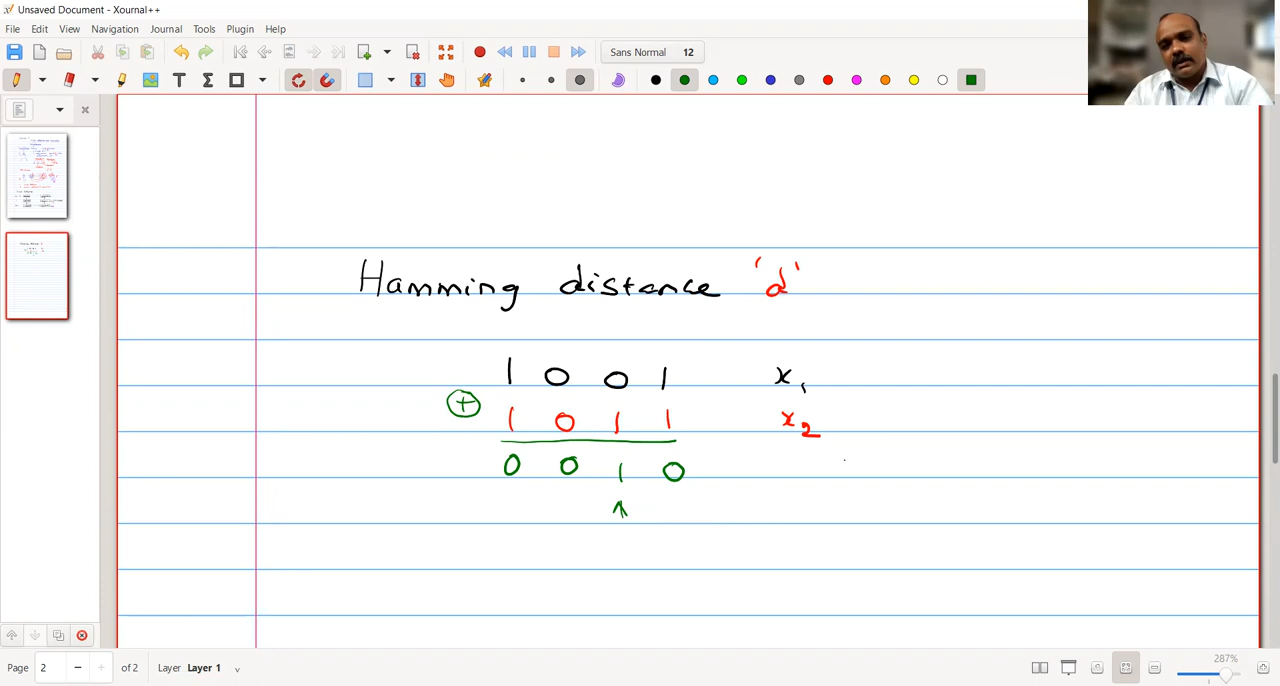 Unsaved Document - Xournal++
File Edit View Navigation Journal Tools Plugin Help
Sans Normal 12
Hamming distance 'd'
1 0 0 1 x₁
⊕
1 0 1 1 x₂
0 0 1 0
↑
Page 2 of 2 Layer Layer 1
287%